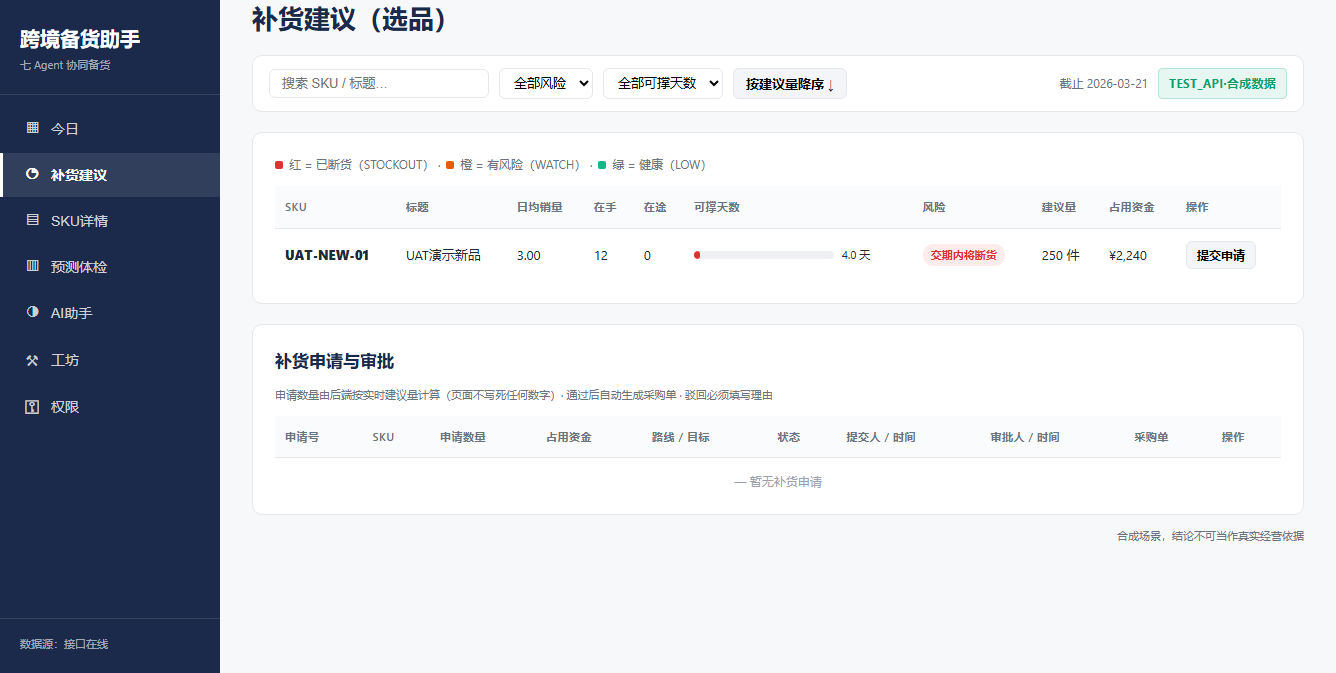 跨境备货助手
七 Agent 协同备货
今日
补货建议
SKU详情
预测体检
AI助手
工坊
权限
数据源：接口在线
补货建议（选品）
搜索 SKU / 标题... 全部风险 全部可撑天数 按建议量降序 ↓ 截止 2026-03-21 TEST_API·合成数据
红 = 已断货（STOCKOUT） · 橙 = 有风险（WATCH） · 绿 = 健康（LOW）
SKU 标题 日均销量 在手 在途 可撑天数 风险 建议量 占用资金 操作
UAT-NEW-01 UAT演示新品 3.00 12 0 4.0 天 交期内将断货 250 件 ¥2,240 提交申请
补货申请与审批
申请数量由后端按实时建议量计算（页面不写死任何数字）· 通过后自动生成采购单 · 驳回必须填写理由
申请号 SKU 申请数量 占用资金 路线 / 目标 状态 提交人 / 时间 审批人 / 时间 采购单 操作
— 暂无补货申请
合成场景，结论不可当作真实经营依据